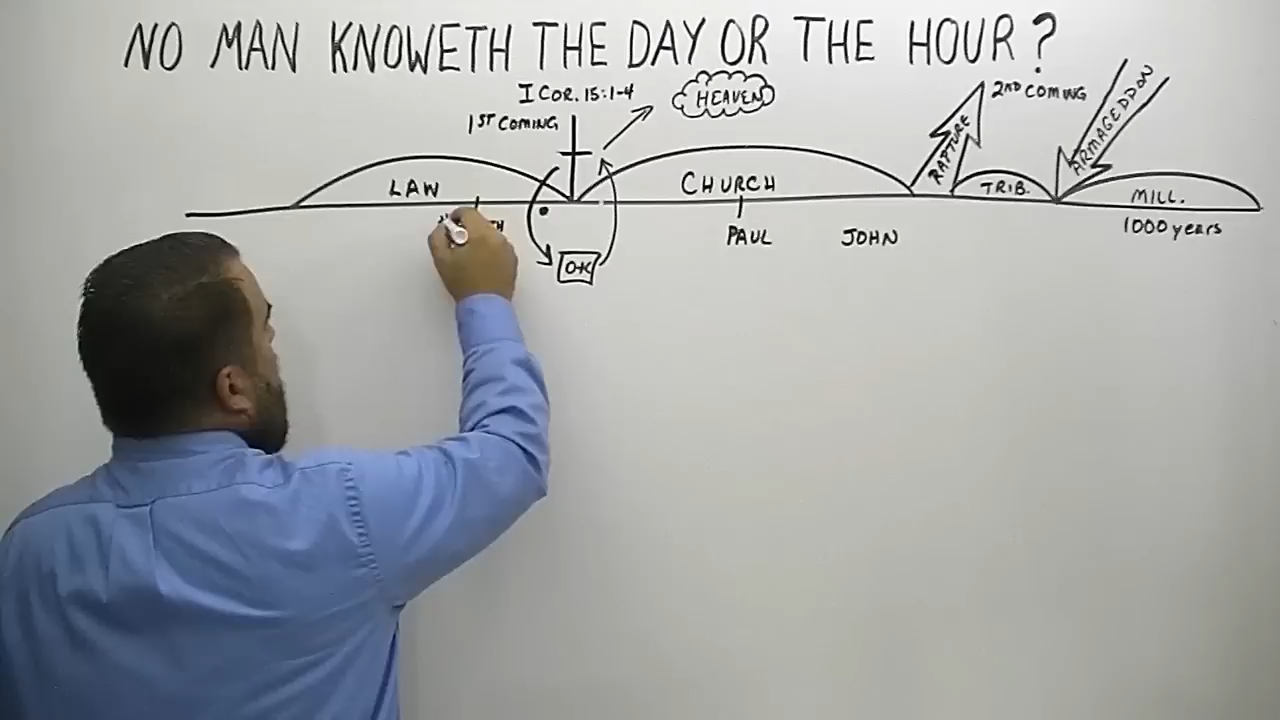 NO MAN KNOWETH THE DAY OR THE HOUR?
I COR. 15:1-4
HEAVEN
1ST COMING
2ND COMING
RAPTURE
ARMAGEDDON
LAW
CHURCH
TRIB.
MILL.
1000 years
PAUL
JOHN
OK